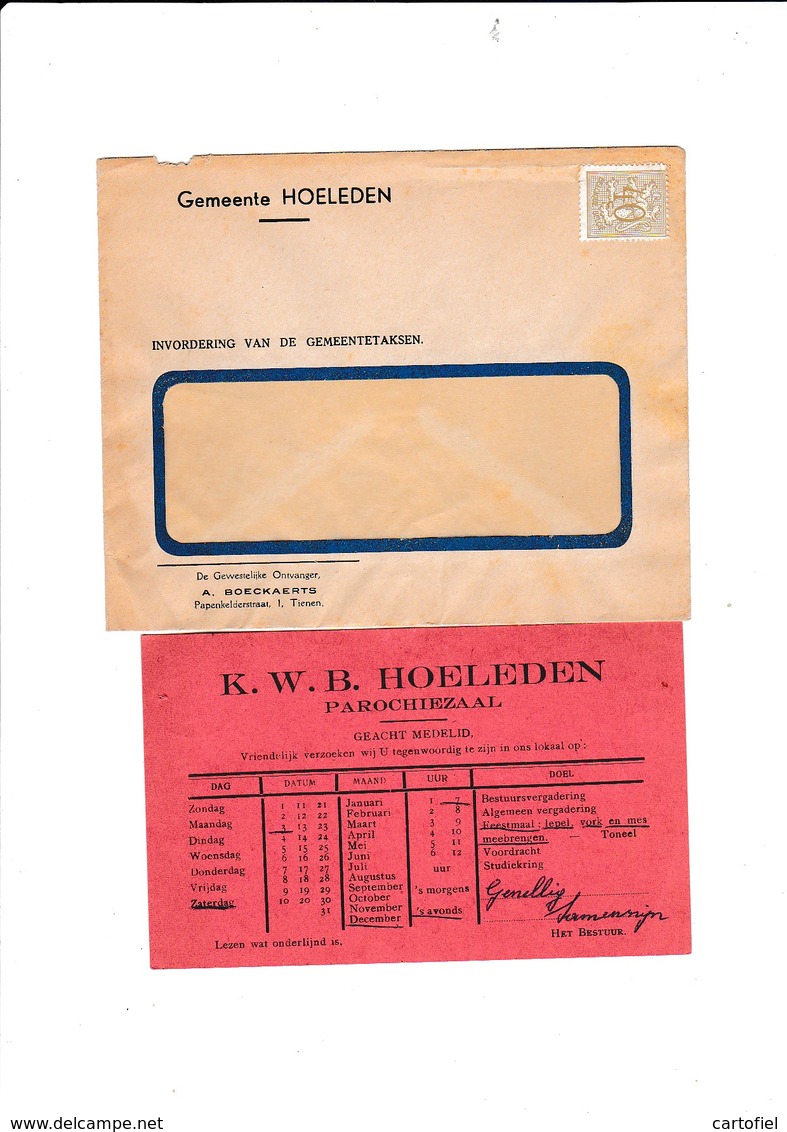 Gemeente HOELEDEN
40
INVORDERING VAN DE GEMEENTETAKSEN.
De Gewestelijke Ontvanger,
A. BOECKAERTS
Papenkelderstraat, 1, Tienen.
K. W. B. HOELEDEN
PAROCHIEZAAL
GEACHT MEDELID,
Vriendelijk verzoeken wij U tegenwoordig te zijn in ons lokaal op:
DAG DATUM MAAND UUR DOEL
Zondag 1 11 21 Januari 1 7 Bestuursvergadering
Maandag 2 12 22 Februari 2 8 Algemeen vergadering
Dindag 3 13 23 Maart 3 9 Feestmaal: lepel, vork en mes
Woensdag 4 14 24 April 4 10 meebrengen. — Toneel
Donderdag 5 15 25 Mei 5 11 Voordracht
Vrijdag 6 16 26 Juni 6 12 Studiekring
Zaterdag 7 17 27 Juli uur
8 18 28 Augustus
9 19 29 September 's morgens Gezellig
10 20 30 October
31 November 's avonds Samenzijn
December
Lezen wat onderlijnd is.
HET BESTUUR.
cartofiel